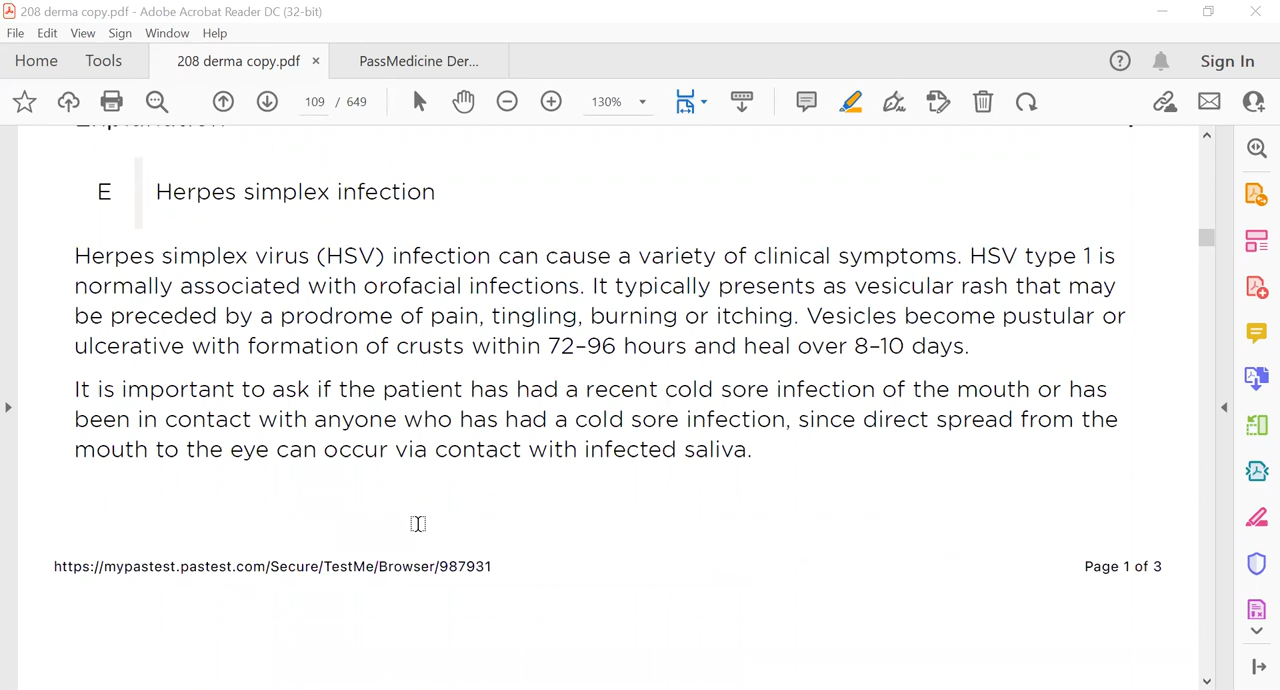 208 derma copy.pdf - Adobe Acrobat Reader DC (32-bit)
File Edit View Sign Window Help
Home Tools 208 derma copy.pdf × PassMedicine Der... Sign In
109 / 649 130%
E Herpes simplex infection
Herpes simplex virus (HSV) infection can cause a variety of clinical symptoms. HSV type 1 is
normally associated with orofacial infections. It typically presents as vesicular rash that may
be preceded by a prodrome of pain, tingling, burning or itching. Vesicles become pustular or
ulcerative with formation of crusts within 72–96 hours and heal over 8–10 days.
It is important to ask if the patient has had a recent cold sore infection of the mouth or has
been in contact with anyone who has had a cold sore infection, since direct spread from the
mouth to the eye can occur via contact with infected saliva.
https://mypastest.pastest.com/Secure/TestMe/Browser/987931 Page 1 of 3